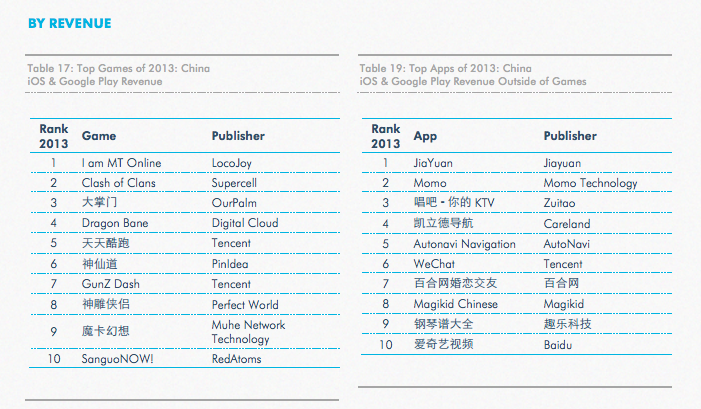 BY REVENUE
Table 17: Top Games of 2013: China
iOS & Google Play Revenue
Rank 2013 Game Publisher
1 I am MT Online LocoJoy
2 Clash of Clans Supercell
3 大掌门 OurPalm
4 Dragon Bane Digital Cloud
5 天天酷跑 Tencent
6 神仙道 PinIdea
7 GunZ Dash Tencent
8 神雕侠侣 Perfect World
9 魔卡幻想 Muhe Network Technology
10 SanguoNOW! RedAtoms
Table 19: Top Apps of 2013: China
iOS & Google Play Revenue Outside of Games
Rank 2013 App Publisher
1 JiaYuan Jiayuan
2 Momo Momo Technology
3 唱吧 - 你的 KTV Zuitao
4 凯立德导航 Careland
5 Autonavi Navigation AutoNavi
6 WeChat Tencent
7 百合网婚恋交友 百合网
8 Magikid Chinese Magikid
9 钢琴谱大全 趣乐科技
10 爱奇艺视频 Baidu